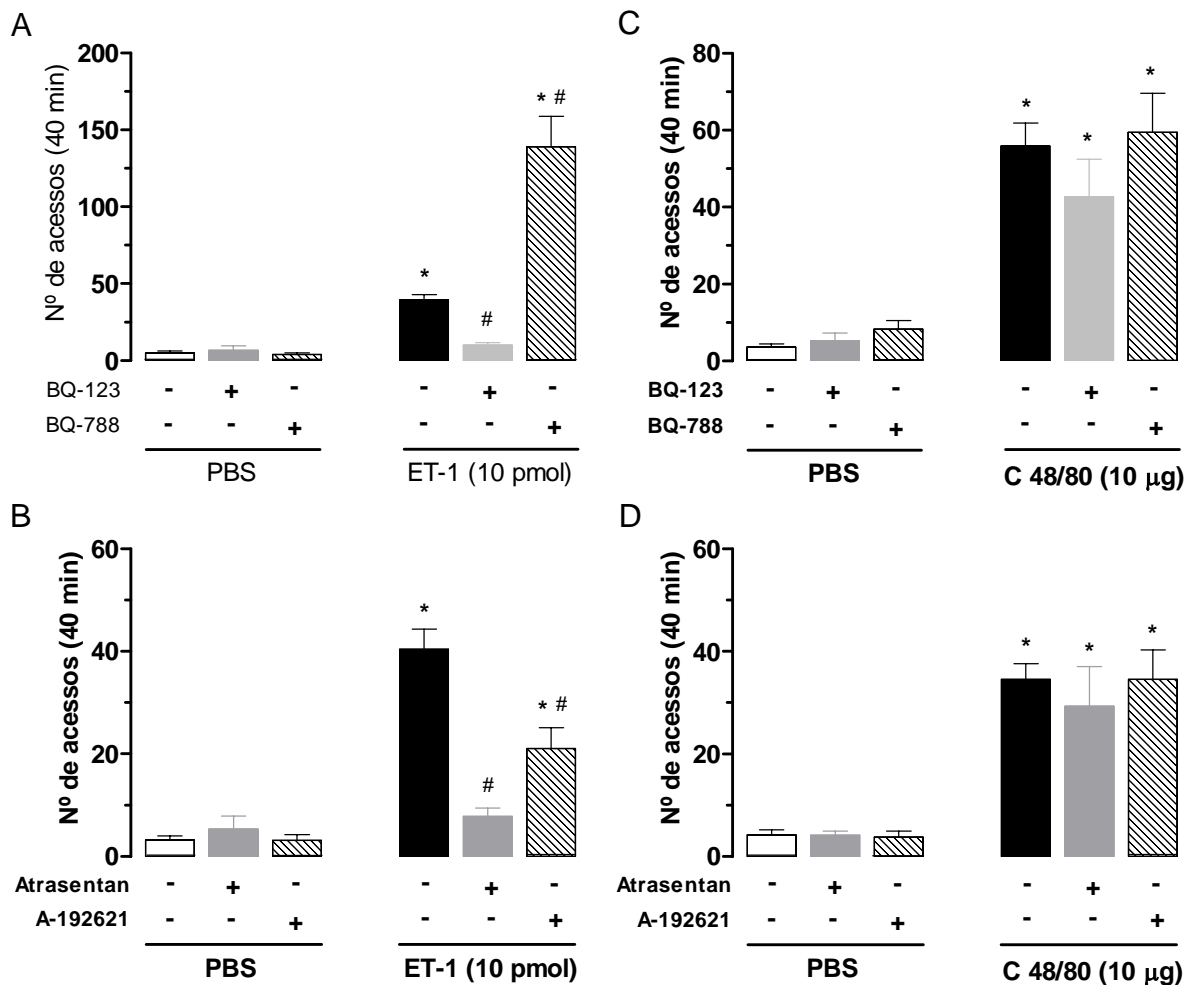 A
Nº de acessos (40 min)
200
150
100
50
0
* # * #
BQ-123 - + - - + -
BQ-788 - - + - - +
PBS ET-1 (10 pmol)
C
Nº de acessos (40 min)
80
60
40
20
0
* * *
BQ-123 - + - - + -
BQ-788 - - + - - +
PBS C 48/80 (10 μg)
B
Nº de acessos (40 min)
60
40
20
0
* # * #
Atrasentan - + - - + -
A-192621 - - + - - +
PBS ET-1 (10 pmol)
D
Nº de acessos (40 min)
60
40
20
0
* * *
Atrasentan - + - - + -
A-192621 - - + - - +
PBS C 48/80 (10 μg)